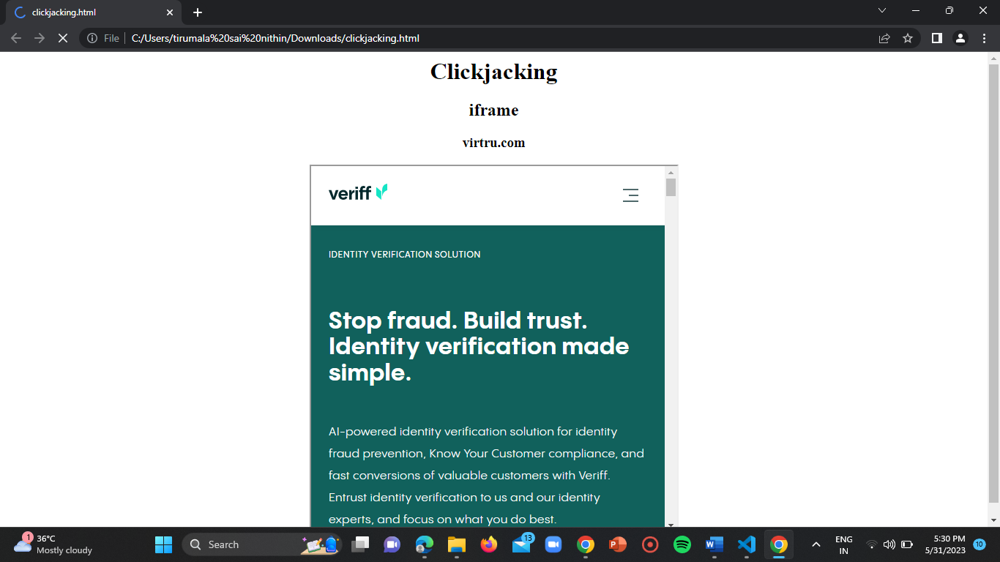 clickjacking.html
File
C:/Users/tirumala%20sai%20nithin/Downloads/clickjacking.html
Clickjacking
iframe
virtru.com
veriff
IDENTITY VERIFICATION SOLUTION
Stop fraud. Build trust.
Identity verification made
simple.
AI-powered identity verification solution for identity
fraud prevention, Know Your Customer compliance, and
fast conversions of valuable customers with Veriff.
Entrust identity verification to us and our identity
experts, and focus on what you do best.
1
36°C
Mostly cloudy
Search
13
ENG
IN
5:30 PM
5/31/2023
10